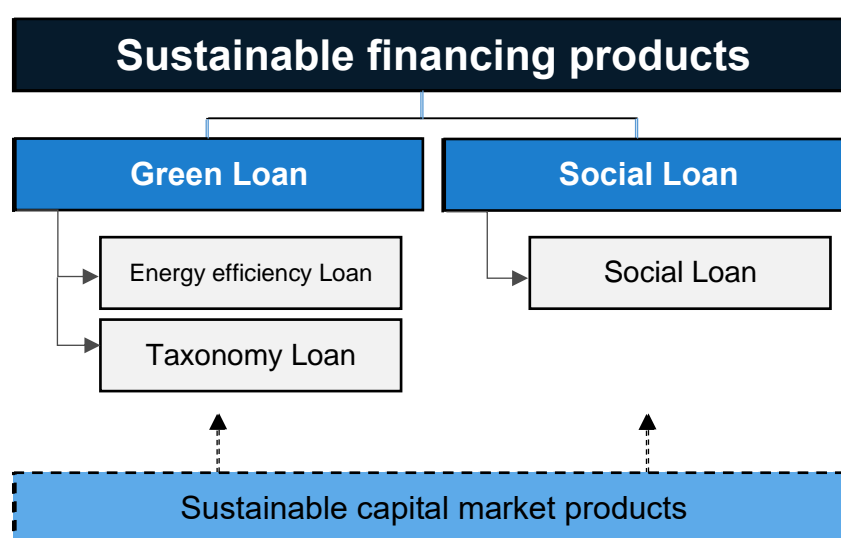 Sustainable financing products
Green Loan
Social Loan
Energy efficiency Loan
Social Loan
Taxonomy Loan
Sustainable capital market products